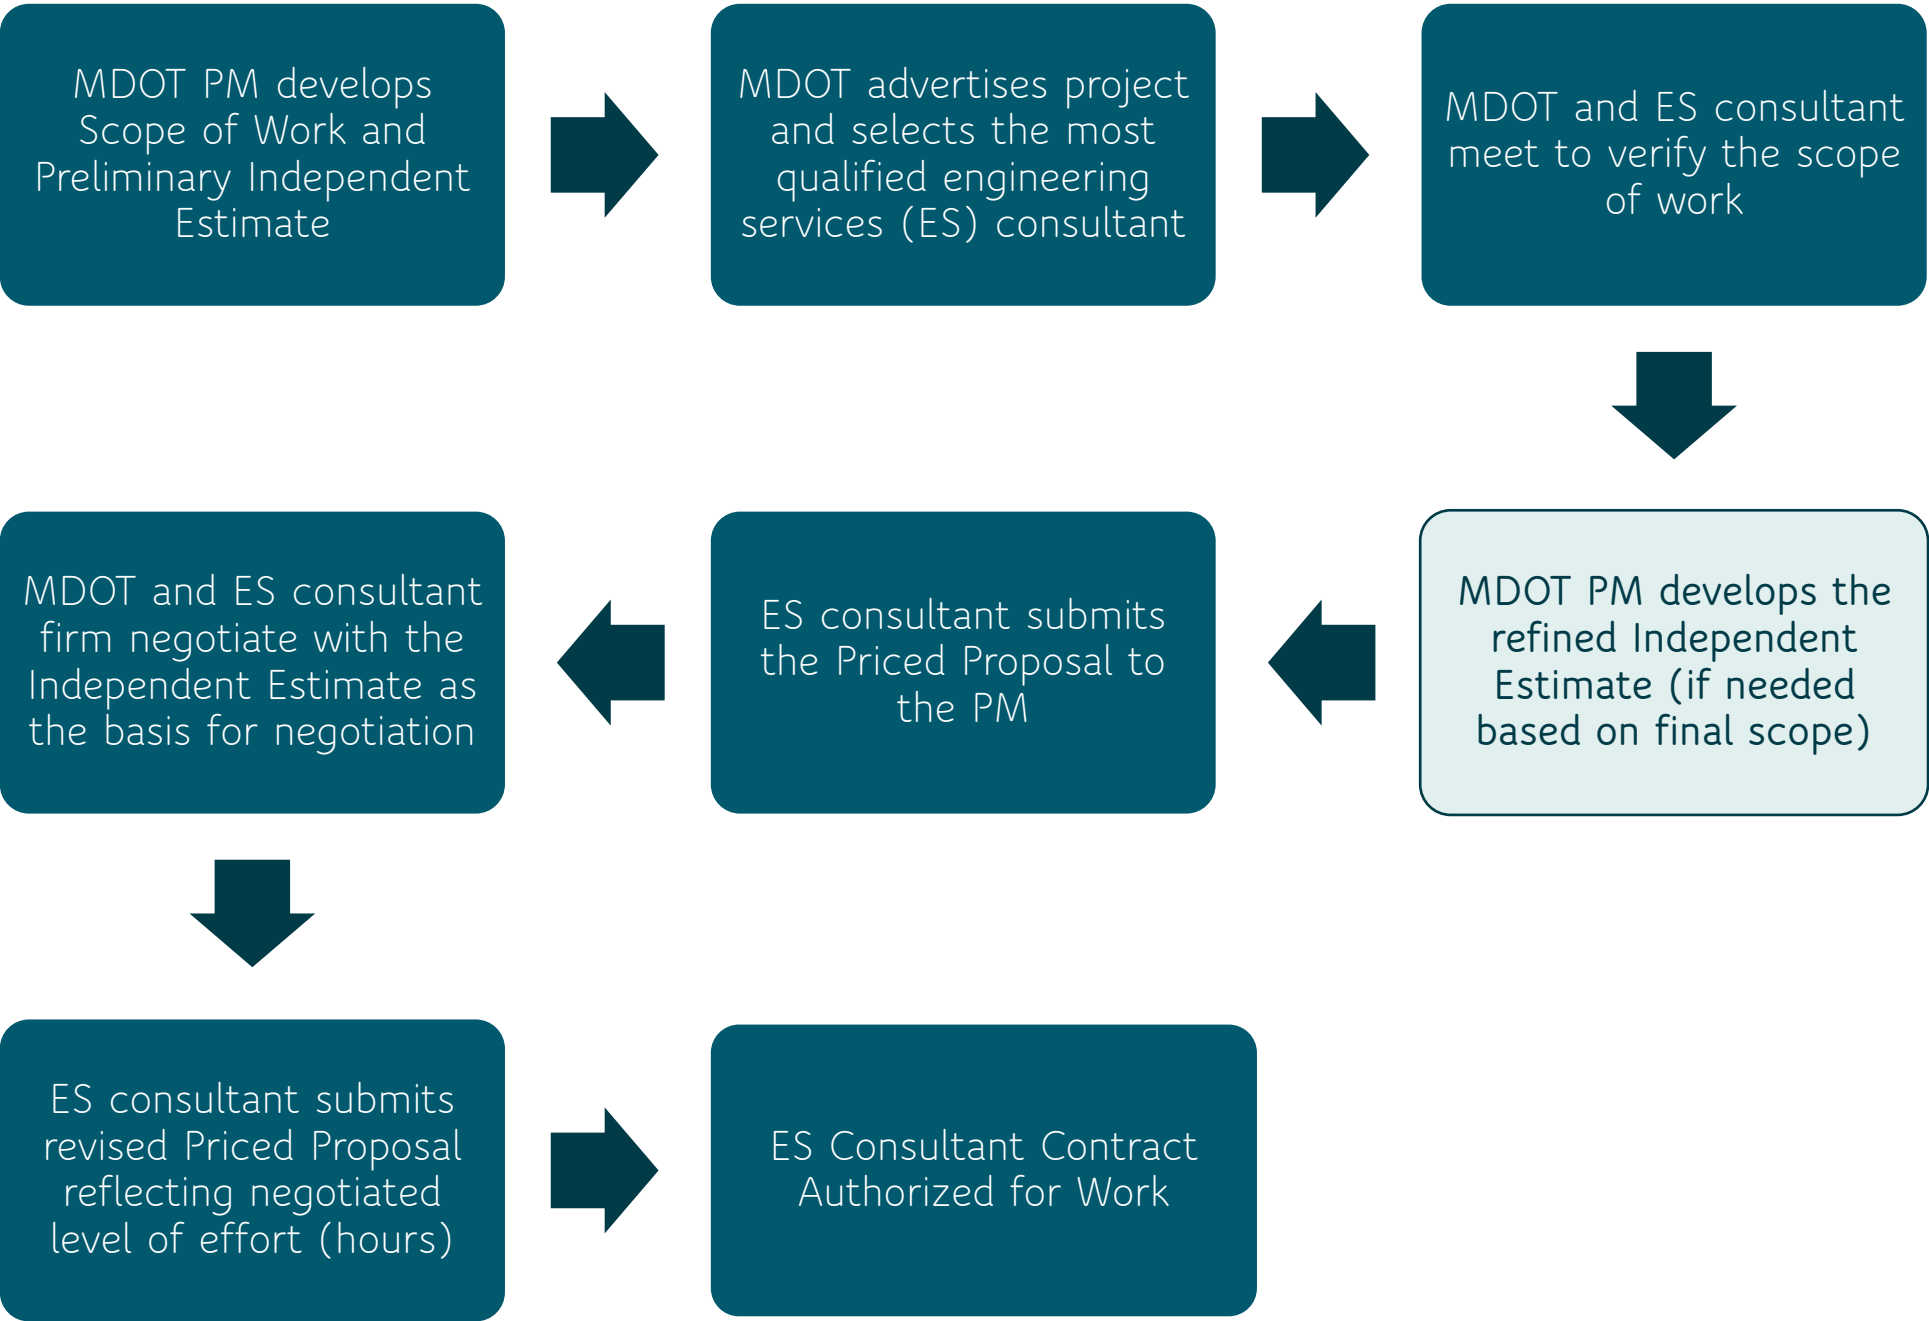 MDOT PM develops
Scope of Work and
Preliminary Independent
Estimate
MDOT advertises project
and selects the most
qualified engineering
services (ES) consultant
MDOT and ES consultant
meet to verify the scope
of work
MDOT PM develops the
refined Independent
Estimate (if needed
based on final scope)
ES consultant submits
the Priced Proposal to
the PM
MDOT and ES consultant
firm negotiate with the
Independent Estimate as
the basis for negotiation
ES consultant submits
revised Priced Proposal
reflecting negotiated
level of effort (hours)
ES Consultant Contract
Authorized for Work